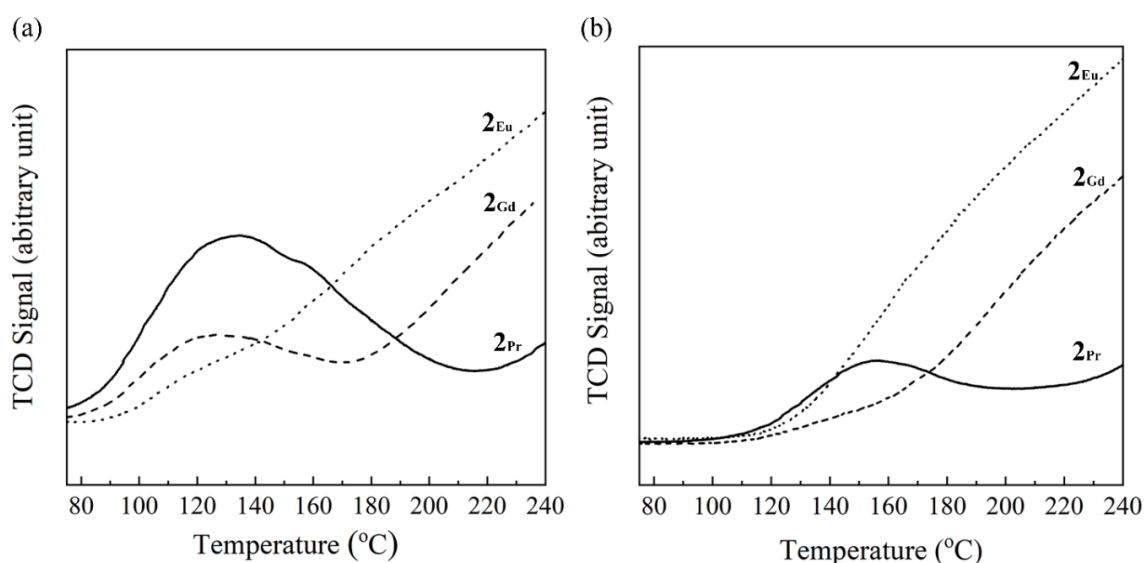 (a)
TCD Signal (abitrary unit)
2Eu
2Gd
2Pr
80 100 120 140 160 180 200 220 240
Temperature (°C)
(b)
TCD Signal (abitrary unit)
2Eu
2Gd
2Pr
80 100 120 140 160 180 200 220 240
Temperature (°C)